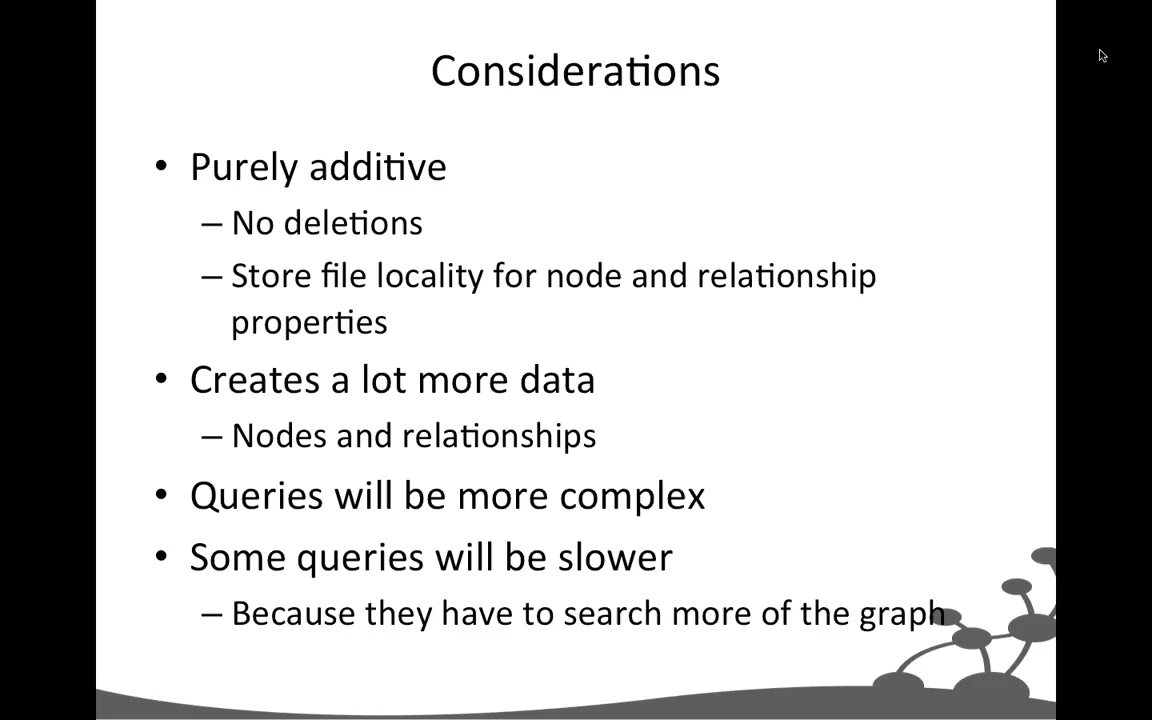 Considerations
• Purely additive
– No deletions
– Store file locality for node and relationship
properties
• Creates a lot more data
– Nodes and relationships
• Queries will be more complex
• Some queries will be slower
– Because they have to search more of the graph